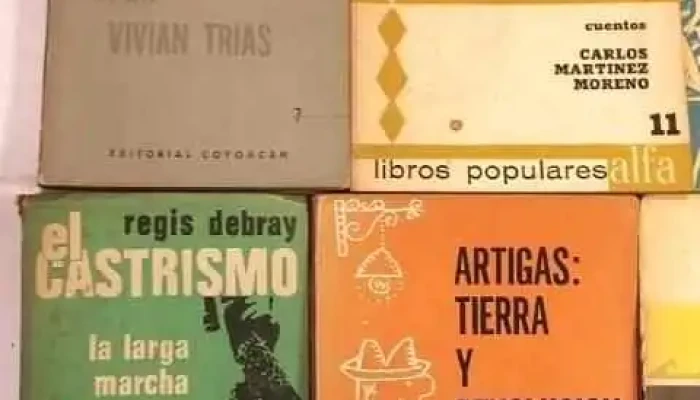 VIVIAN TRIAS
EDITORIAL COYOACAN
cuentos
CARLOS
MARTINEZ
MORENO
11
libros populares alfa
regis debray
el
CASTRISMO
la larga
marcha
ARTIGAS:
TIERRA
Y